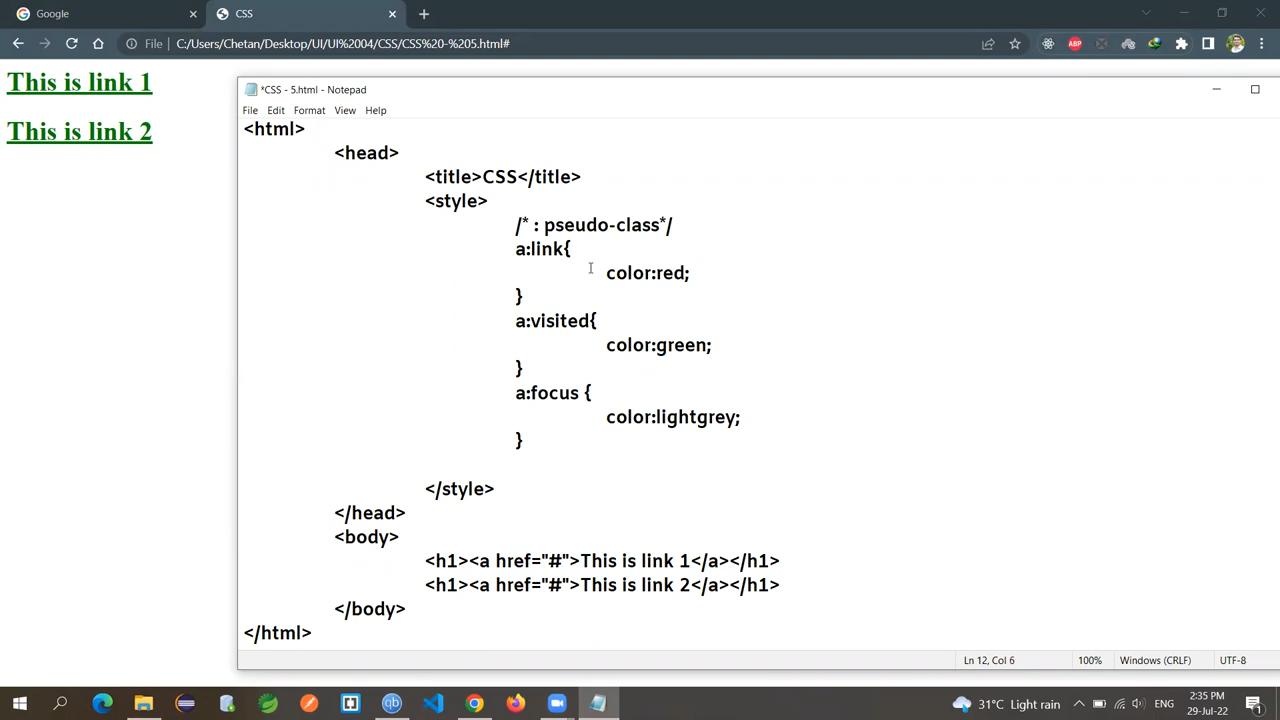 Google
CSS
File
C:/Users/Chetan/Desktop/UI/UI%2004/CSS/CSS%20-%205.html#
ABP
This is link 1
This is link 2
*CSS - 5.html - Notepad
File Edit Format View Help
<html>
<head>
<title>CSS</title>
<style>
/* : pseudo-class*/
a:link{
color:red;
}
a:visited{
color:green;
}
a:focus {
color:lightgrey;
}
</style>
</head>
<body>
<h1><a href="#">This is link 1</a></h1>
<h1><a href="#">This is link 2</a></h1>
</body>
</html>
Ln 12, Col 6 100% Windows (CRLF) UTF-8
qb
31°C Light rain ENG 2:35 PM
29-Jul-22 1